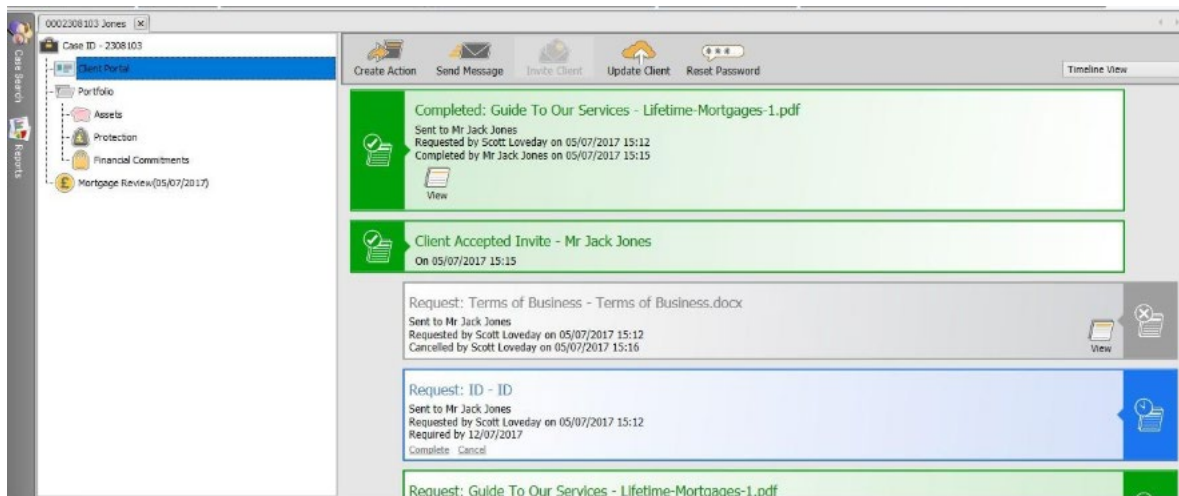 0002308103 Jones
Case Search
Reports
Case ID - 2308103
Client Portal
Portfolio
Assets
Protection
Financial Commitments
Mortgage Review(05/07/2017)
Create Action
Send Message
Invite Client
Update Client
Reset Password
Timeline View
Completed: Guide To Our Services - Lifetime-Mortgages-1.pdf
Sent to Mr Jack Jones
Requested by Scott Loveday on 05/07/2017 15:12
Completed by Mr Jack Jones on 05/07/2017 15:15
View
Client Accepted Invite - Mr Jack Jones
On 05/07/2017 15:15
Request: Terms of Business - Terms of Business.docx
Sent to Mr Jack Jones
Requested by Scott Loveday on 05/07/2017 15:12
Cancelled by Scott Loveday on 05/07/2017 15:16
View
Request: ID - ID
Sent to Mr Jack Jones
Requested by Scott Loveday on 05/07/2017 15:12
Required by 12/07/2017
Complete Cancel
Request: Guide To Our Services - Lifetime-Mortgages-1.pdf